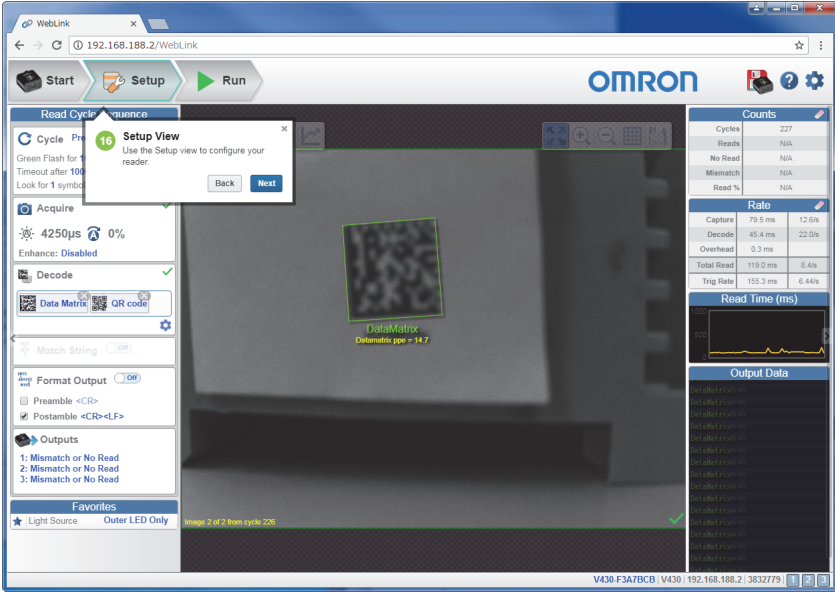 WebLink
192.168.188.2/WebLink
Start
Setup
Run
OMRON
Read Cycle Sequence
Cycle
Green Flash for
Timeout after
Look for 1
16
Setup View
Use the Setup view to configure your
reader.
Back
Next
Acquire
4250μs
0%
Enhance: Disabled
Decode
Data Matrix
QR code
Match String
Off
Format Output
Off
Preamble <CR>
Postamble <CR><LF>
Outputs
1: Mismatch or No Read
2: Mismatch or No Read
3: Mismatch or No Read
Favorites
Light Source Outer LED Only
DataMatrix
Datamatrix ppe = 14.7
Image 2 of 2 from cycle 226
Counts
Cycles 227
Reads N/A
No Read N/A
Mismatch N/A
Read % N/A
Rate
Capture 79.5 ms 12.6/s
Decode 45.4 ms 22.0/s
Overhead 0.3 ms
Total Read 119.0 ms 8.4/s
Trig Rate 155.3 ms 6.44/s
Read Time (ms)
1000
500
0
Output Data
V430-F3A7BCB | V430 | 192.168.188.2 | 3832779 | 1 2 3